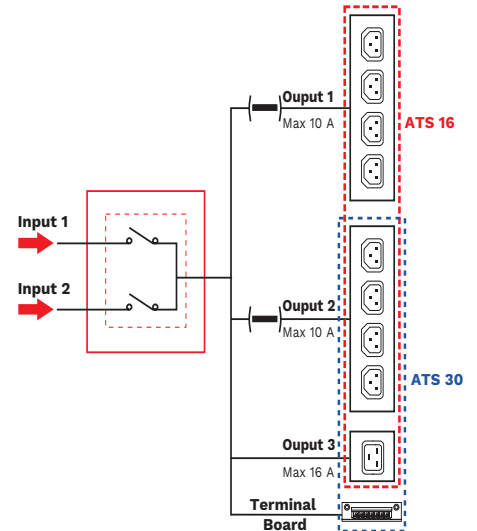 Ouput 1
Max 10 A
ATS 16
Input 1
Input 2
Ouput 2
Max 10 A
ATS 30
Ouput 3
Max 16 A
Terminal
Board